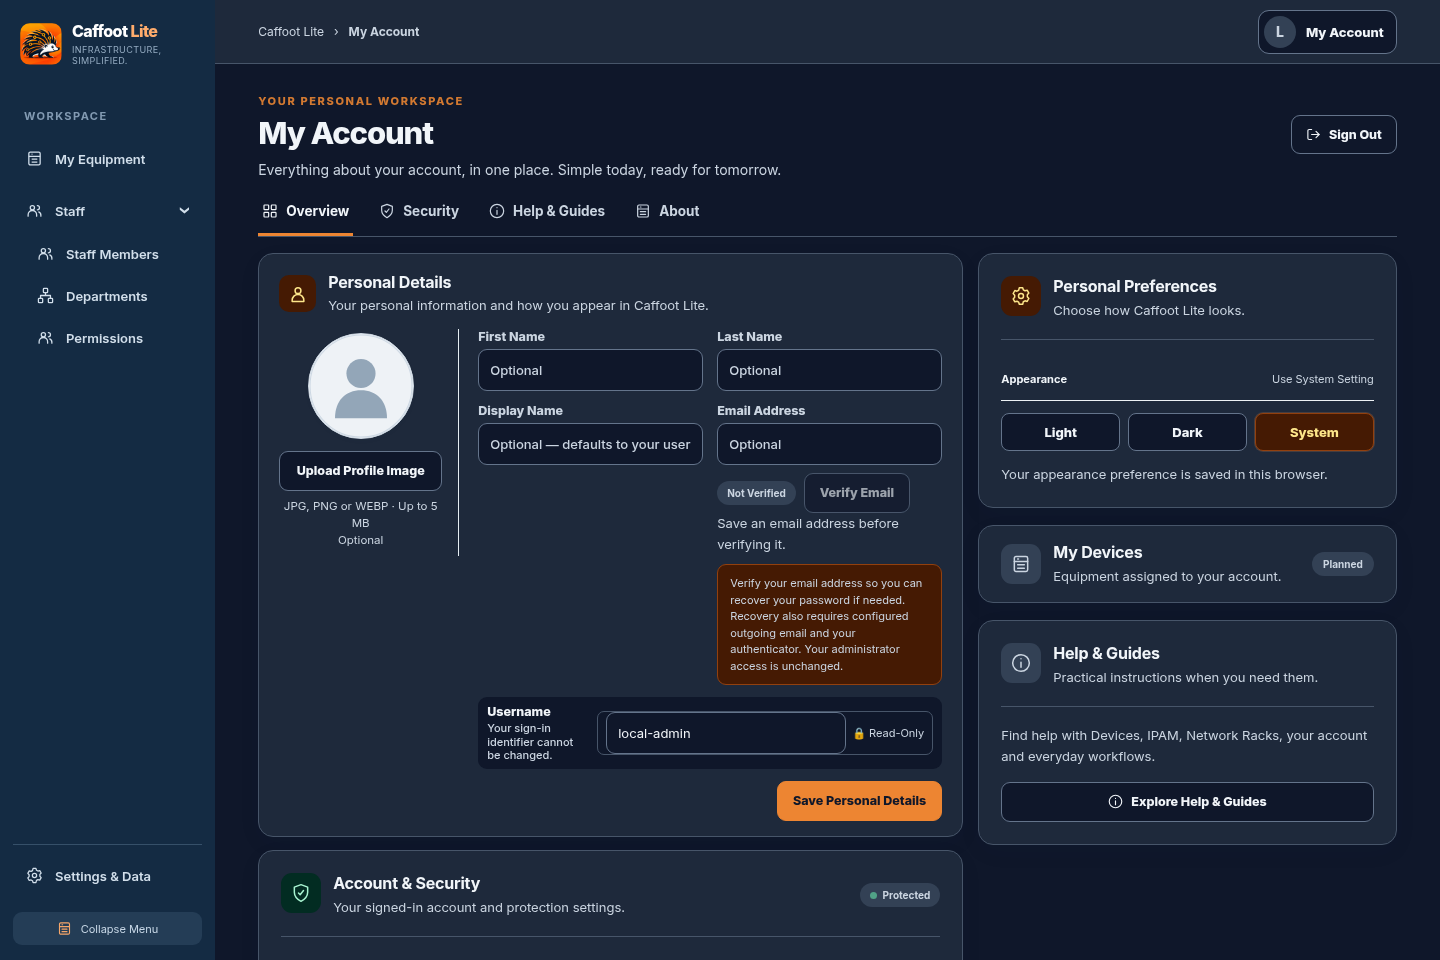 Caffoot Lite
INFRASTRUCTURE,
SIMPLIFIED.
WORKSPACE
My Equipment
Staff
Staff Members
Departments
Permissions
Settings & Data
Collapse Menu
Caffoot Lite › My Account
L My Account
YOUR PERSONAL WORKSPACE
My Account
Everything about your account, in one place. Simple today, ready for tomorrow.
Sign Out
Overview Security Help & Guides About
Personal Details
Your personal information and how you appear in Caffoot Lite.
Upload Profile Image
JPG, PNG or WEBP · Up to 5
MB
Optional
First Name
Optional
Last Name
Optional
Display Name
Optional — defaults to your user
Email Address
Optional
Not Verified Verify Email
Save an email address before
verifying it.
Verify your email address so you can
recover your password if needed.
Recovery also requires configured
outgoing email and your
authenticator. Your administrator
access is unchanged.
Username
Your sign-in
identifier cannot
be changed.
local-admin
🔒 Read-Only
Save Personal Details
Account & Security
Your signed-in account and protection settings.
Protected
Personal Preferences
Choose how Caffoot Lite looks.
Appearance Use System Setting
Light Dark System
Your appearance preference is saved in this browser.
My Devices
Equipment assigned to your account.
Planned
Help & Guides
Practical instructions when you need them.
Find help with Devices, IPAM, Network Racks, your account
and everyday workflows.
Explore Help & Guides